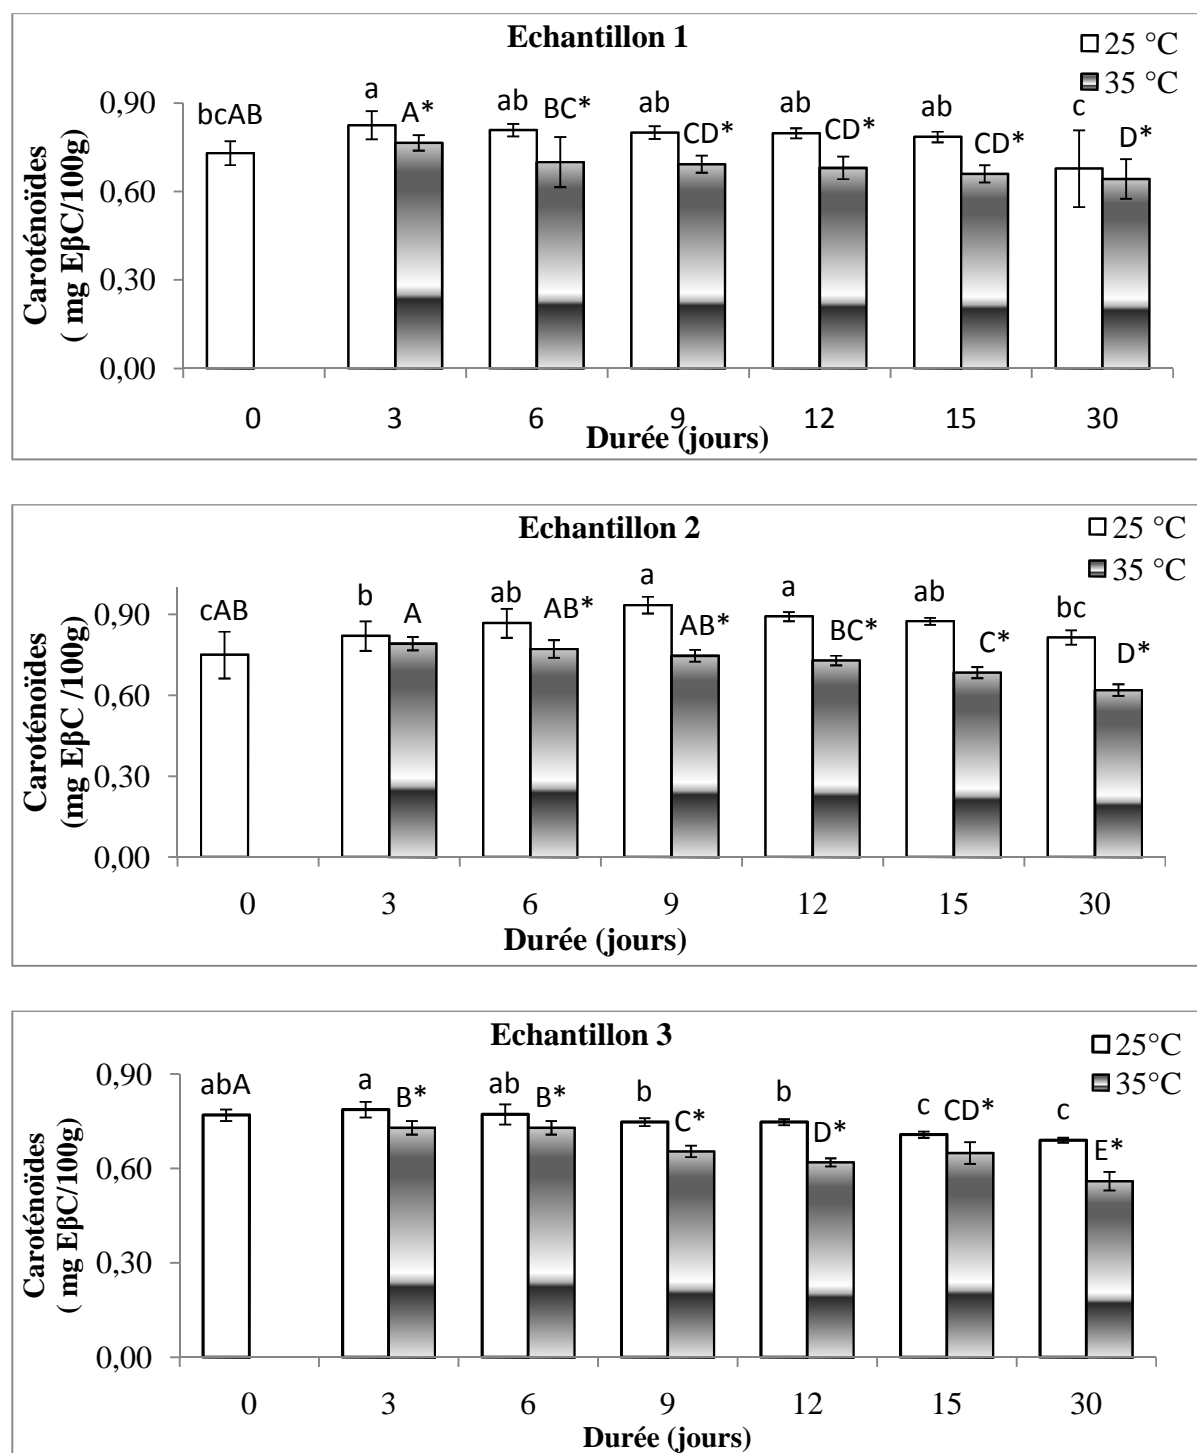 Echantillon 1
25 °C
35 °C
Caroténoïdes
( mg EβC/100g)
0,90
0,60
0,30
0,00
bcAB
a
A*
ab
BC*
ab
CD*
ab
CD*
ab
CD*
c
D*
0
3
6
9
12
15
30
Durée (jours)
Echantillon 2
25 °C
35 °C
Caroténoïdes
(mg EβC /100g)
0,90
0,60
0,30
0,00
cAB
b
A
ab
AB*
a
AB*
a
BC*
ab
C*
bc
D*
0
3
6
9
12
15
30
Durée (jours)
Echantillon 3
25°C
35°C
Caroténoïdes
( mg EβC/100g)
0,90
0,60
0,30
0,00
abA
a
B*
ab
B*
b
C*
b
D*
c
CD*
c
E*
0
3
6
9
12
15
30
Durée (jours)